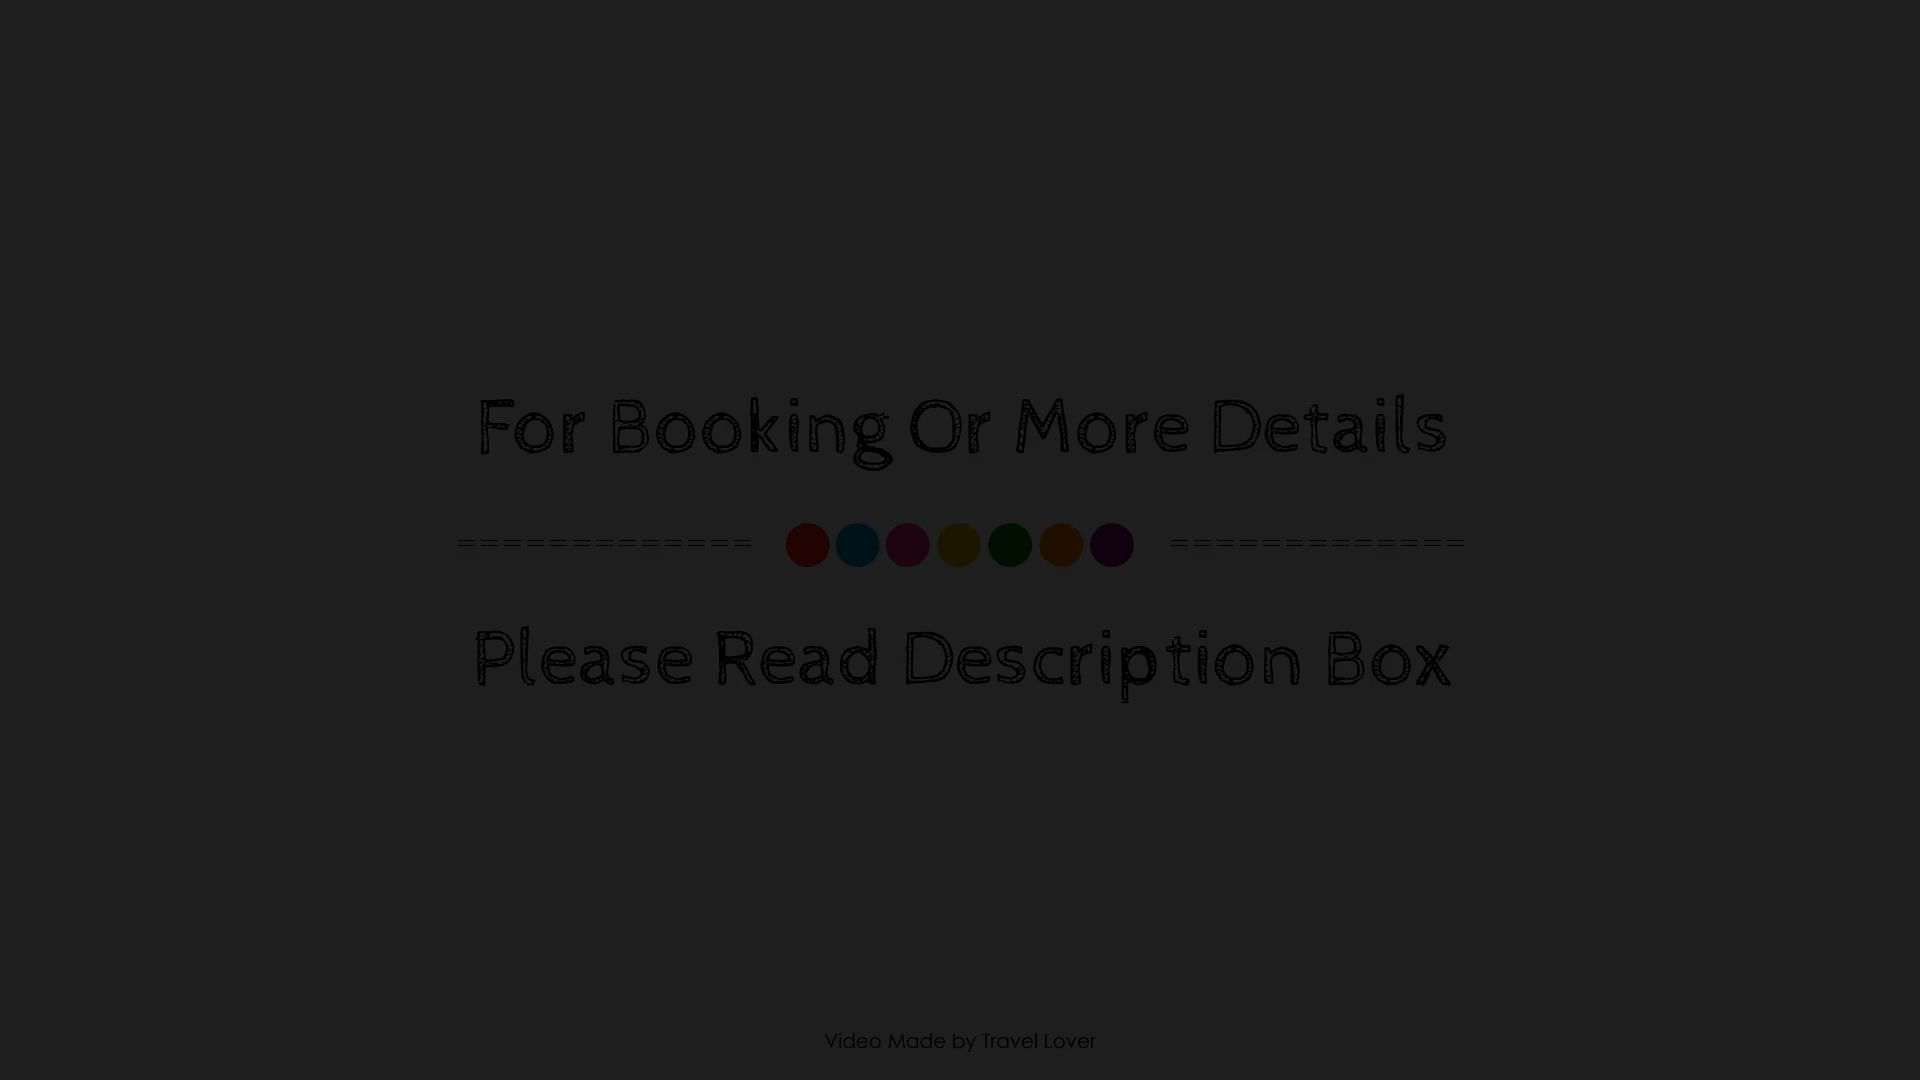 For Booking Or More Details
============= =============
Please Read Description Box
Video Made by Travel Lover